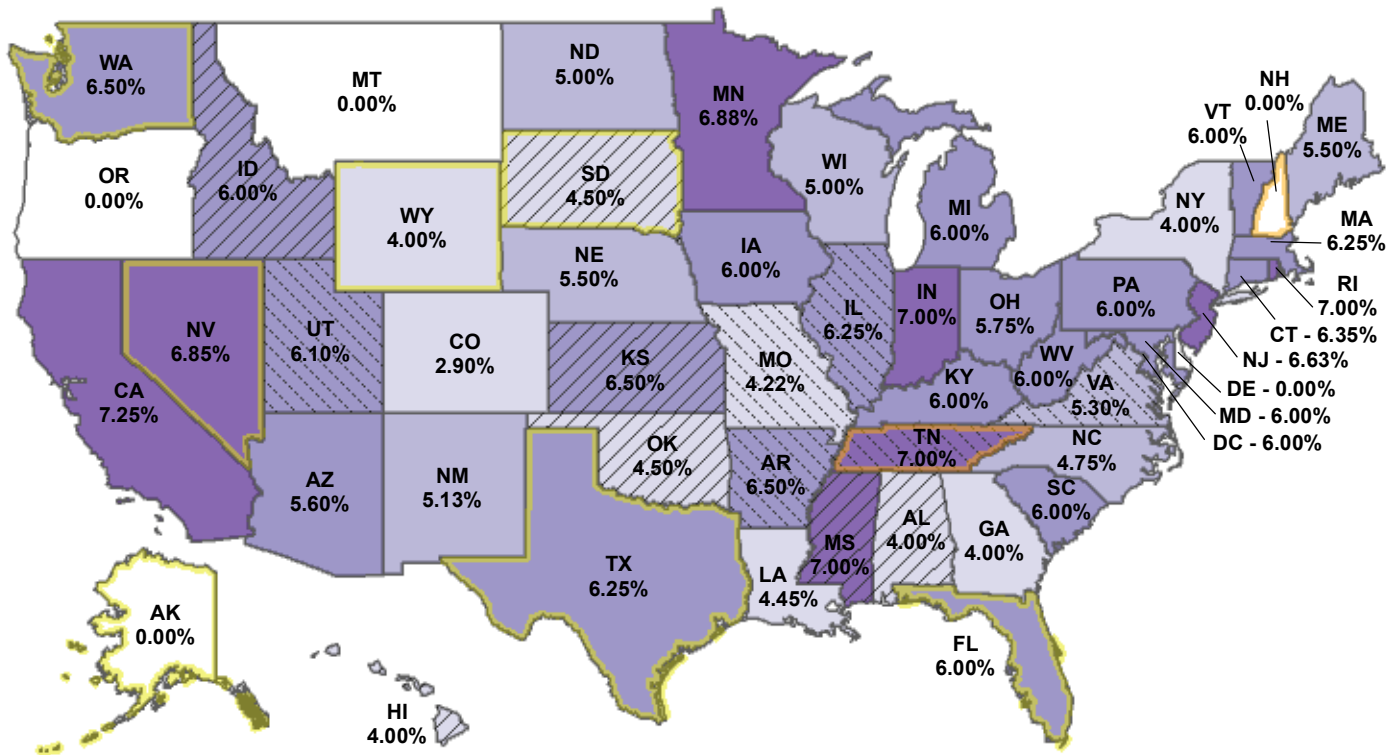 WA
6.50%
MT
0.00%
ND
5.00%
MN
6.88%
NH
0.00%
VT
6.00%
ME
5.50%
OR
0.00%
ID
6.00%
WY
4.00%
SD
4.50%
WI
5.00%
MI
6.00%
NY
4.00%
MA
6.25%
RI
7.00%
CT - 6.35%
NJ - 6.63%
DE - 0.00%
MD - 6.00%
DC - 6.00%
NV
6.85%
UT
6.10%
CO
2.90%
NE
5.50%
IA
6.00%
IL
6.25%
IN
7.00%
OH
5.75%
PA
6.00%
CA
7.25%
KS
6.50%
MO
4.22%
KY
6.00%
WV
6.00%
VA
5.30%
AZ
5.60%
NM
5.13%
OK
4.50%
AR
6.50%
TN
7.00%
NC
4.75%
SC
6.00%
TX
6.25%
LA
4.45%
MS
7.00%
AL
4.00%
GA
4.00%
AK
0.00%
HI
4.00%
FL
6.00%